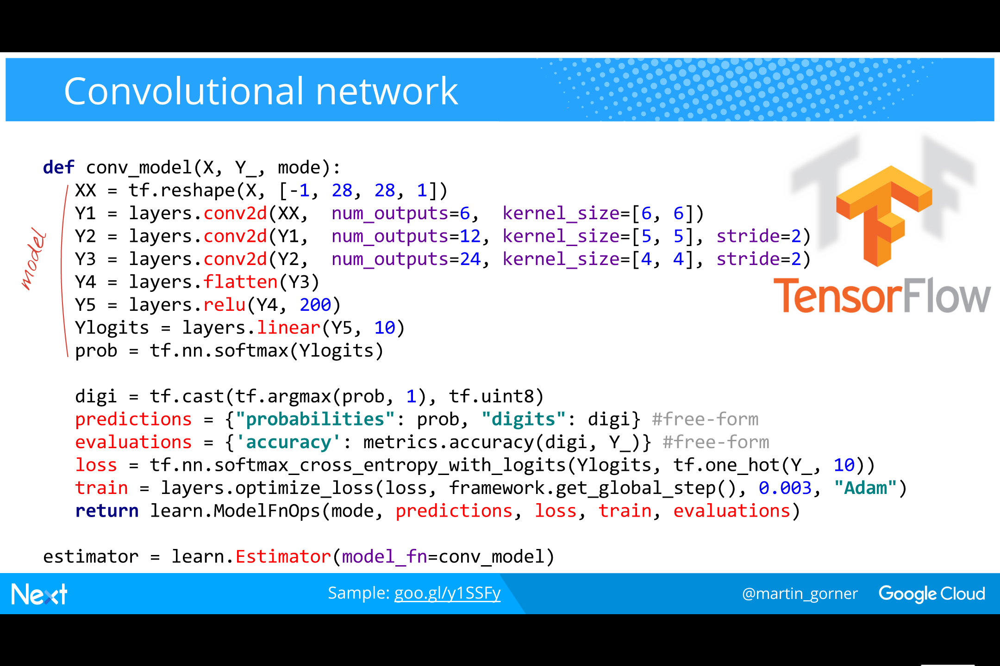 Convolutional network
def conv_model(X, Y_, mode):
XX = tf.reshape(X, [-1, 28, 28, 1])
Y1 = layers.conv2d(XX,  num_outputs=6,  kernel_size=[6, 6])
Y2 = layers.conv2d(Y1,  num_outputs=12, kernel_size=[5, 5], stride=2)
Y3 = layers.conv2d(Y2,  num_outputs=24, kernel_size=[4, 4], stride=2)
Y4 = layers.flatten(Y3)
Y5 = layers.relu(Y4, 200)
Ylogits = layers.linear(Y5, 10)
prob = tf.nn.softmax(Ylogits)
model
TensorFlow
digi = tf.cast(tf.argmax(prob, 1), tf.uint8)
predictions = {"probabilities": prob, "digits": digi} #free-form
evaluations = {'accuracy': metrics.accuracy(digi, Y_)} #free-form
loss = tf.nn.softmax_cross_entropy_with_logits(Ylogits, tf.one_hot(Y_, 10))
train = layers.optimize_loss(loss, framework.get_global_step(), 0.003, "Adam")
return learn.ModelFnOps(mode, predictions, loss, train, evaluations)
estimator = learn.Estimator(model_fn=conv_model)
Next
Sample: goo.gl/y1SSFy
@martin_gorner
Google Cloud